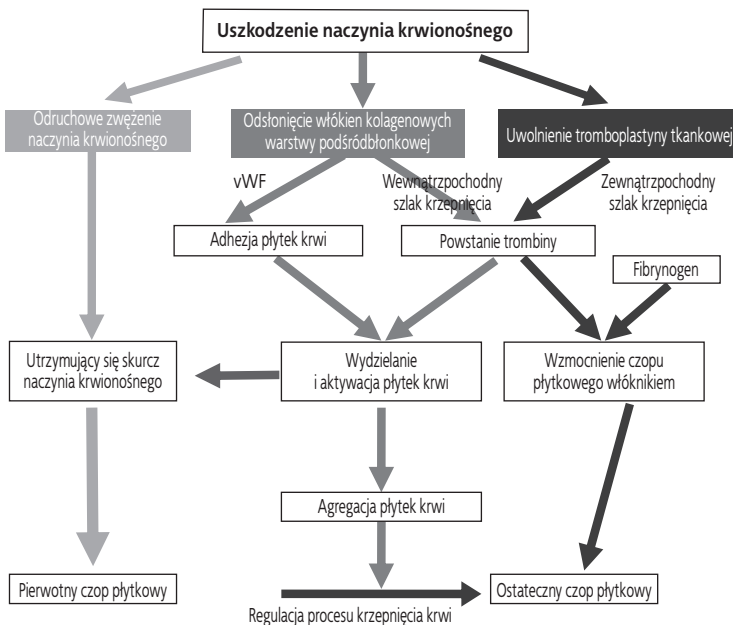 Uszkodzenie naczynia krwionośnego
Odruchowe zwężenie
naczynia krwionośnego
Odsłonięcie włókien kolagenowych
warstwy podśródbłonkowej
Uwolnienie tromboplastyny tkankowej
vWF
Wewnątrzpochodny
szlak krzepnięcia
Zewnątrzpochodny
szlak krzepnięcia
Adhezja płytek krwi
Powstanie trombiny
Fibrynogen
Utrzymujący się skurcz
naczynia krwionośnego
Wydzielanie
i aktywacja płytek krwi
Wzmocnienie czopu
płytkowego włóknikiem
Agregacja płytek krwi
Pierwotny czop płytkowy
Ostateczny czop płytkowy
Regulacja procesu krzepnięcia krwi